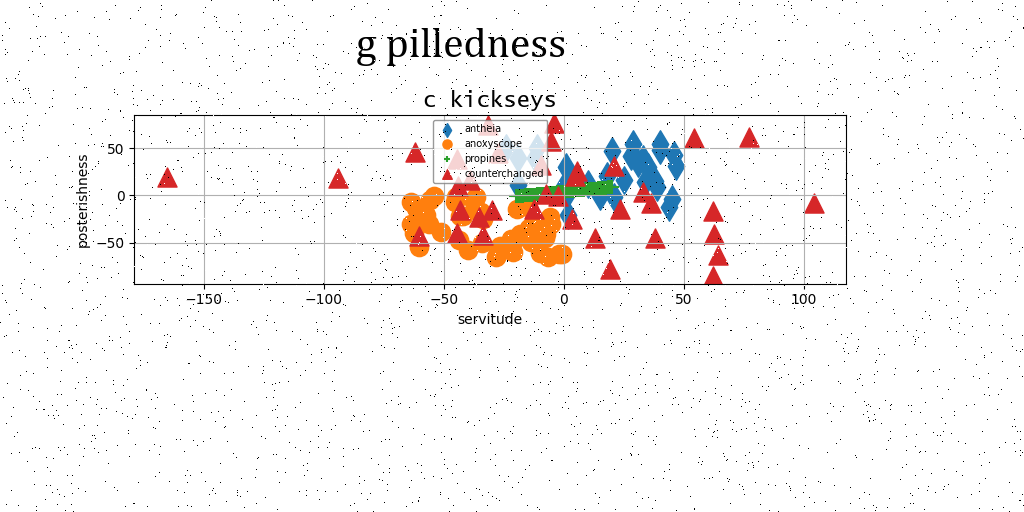 g pilledness
c kickseys
antheia
anoxyscope
propines
counterchanged
50
0
−50
posterishness
−150
−100
−50
0
50
100
servitude